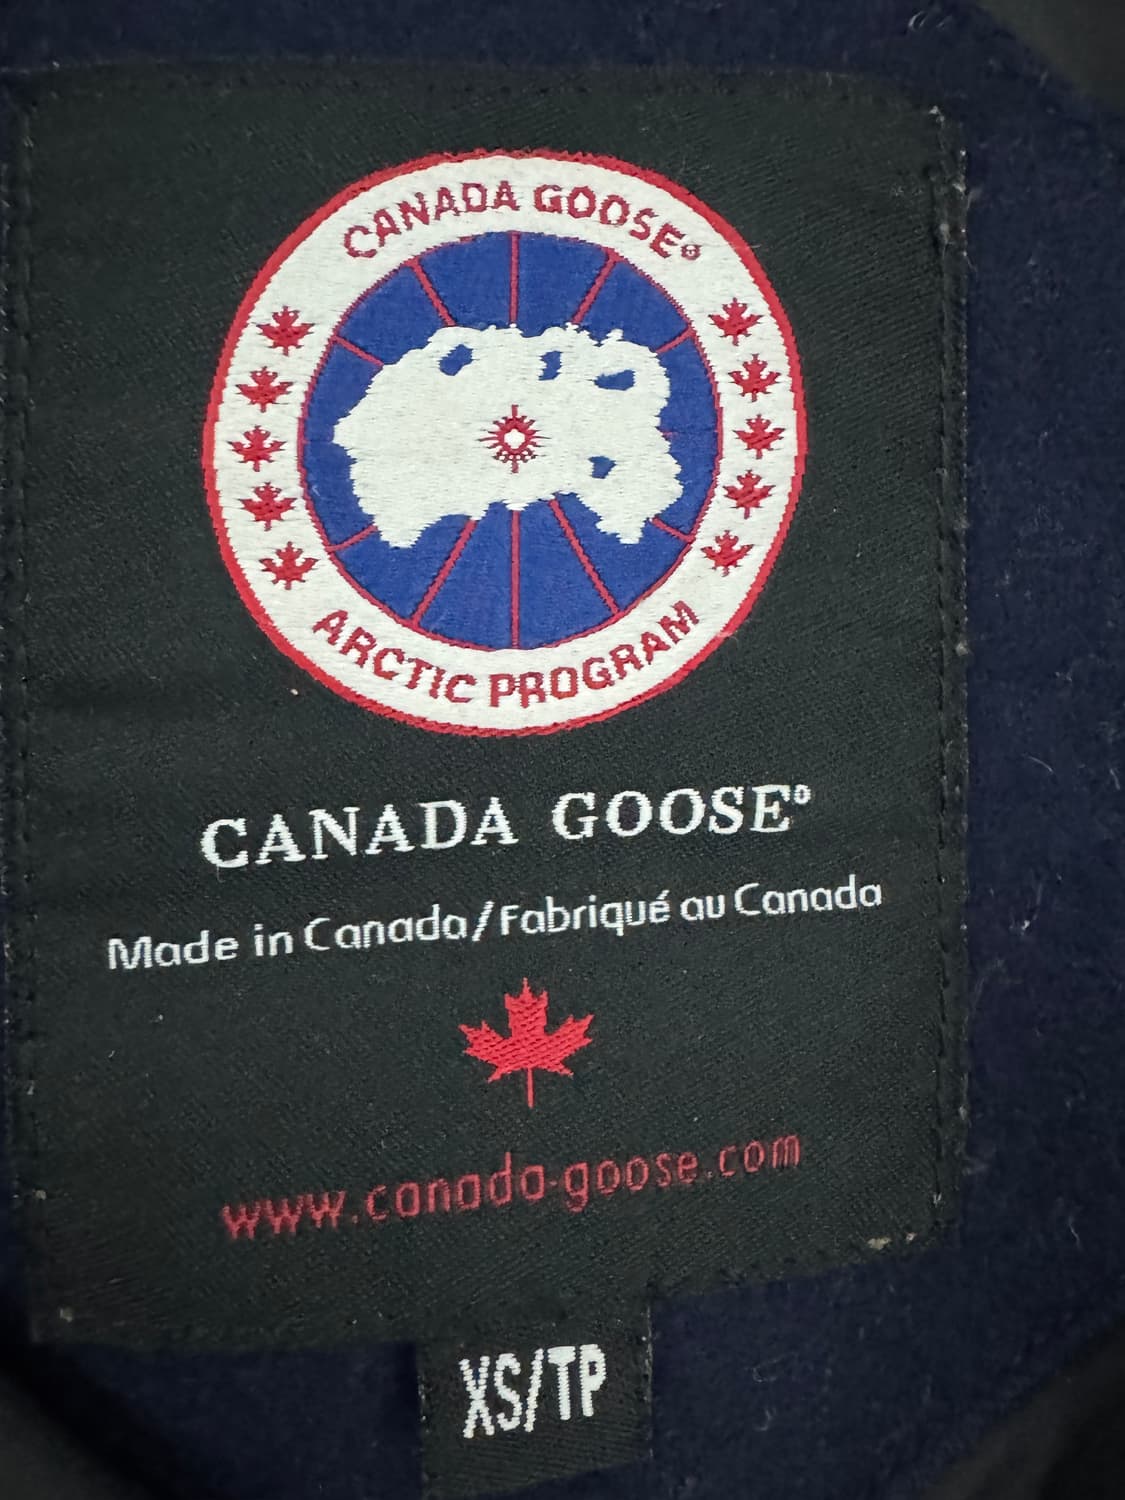 CANADA GOOSE®
ARCTIC PROGRAM
CANADA GOOSE®
Made in Canada/Fabriqué au Canada
www.canada-goose.com
XS/TP